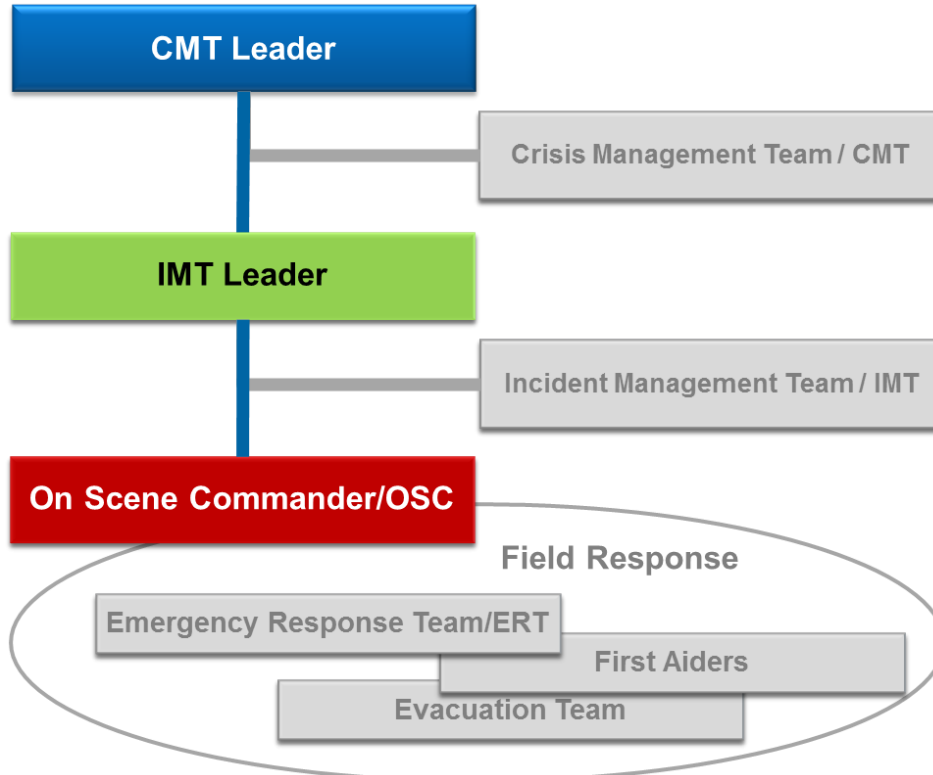 CMT Leader
Crisis Management Team / CMT
IMT Leader
Incident Management Team / IMT
On Scene Commander/OSC
Field Response
Emergency Response Team/ERT
First Aiders
Evacuation Team